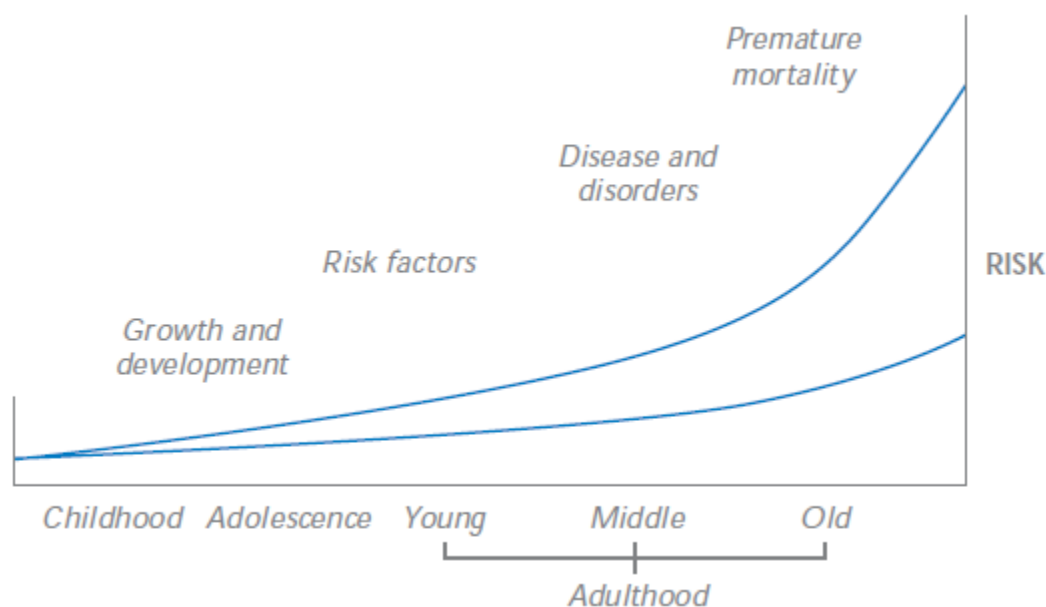 Premature
mortality
Disease and
disorders
Risk factors
RISK
Growth and
development
Childhood Adolescence Young Middle Old
Adulthood